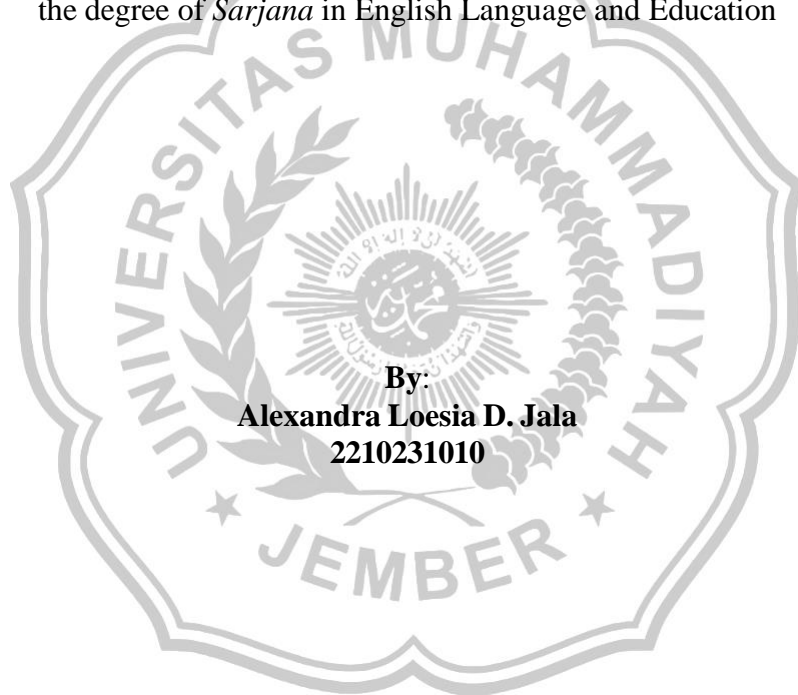 the degree of Sarjana in English Language and Education
UNIVERSITAS MUHAMMADIYAH
By:
Alexandra Loesia D. Jala
2210231010
JEMBER